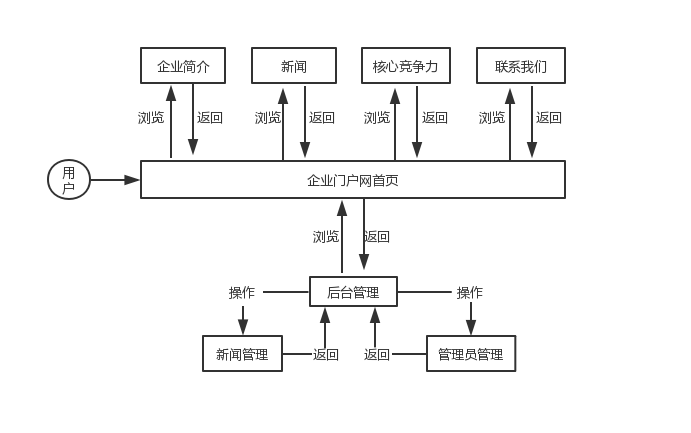 企业简介
新闻
核心竞争力
联系我们
浏览
返回
浏览
返回
浏览
返回
浏览
返回
用
户
企业门户网首页
浏览
返回
操作
后台管理
操作
新闻管理
返回
返回
管理员管理